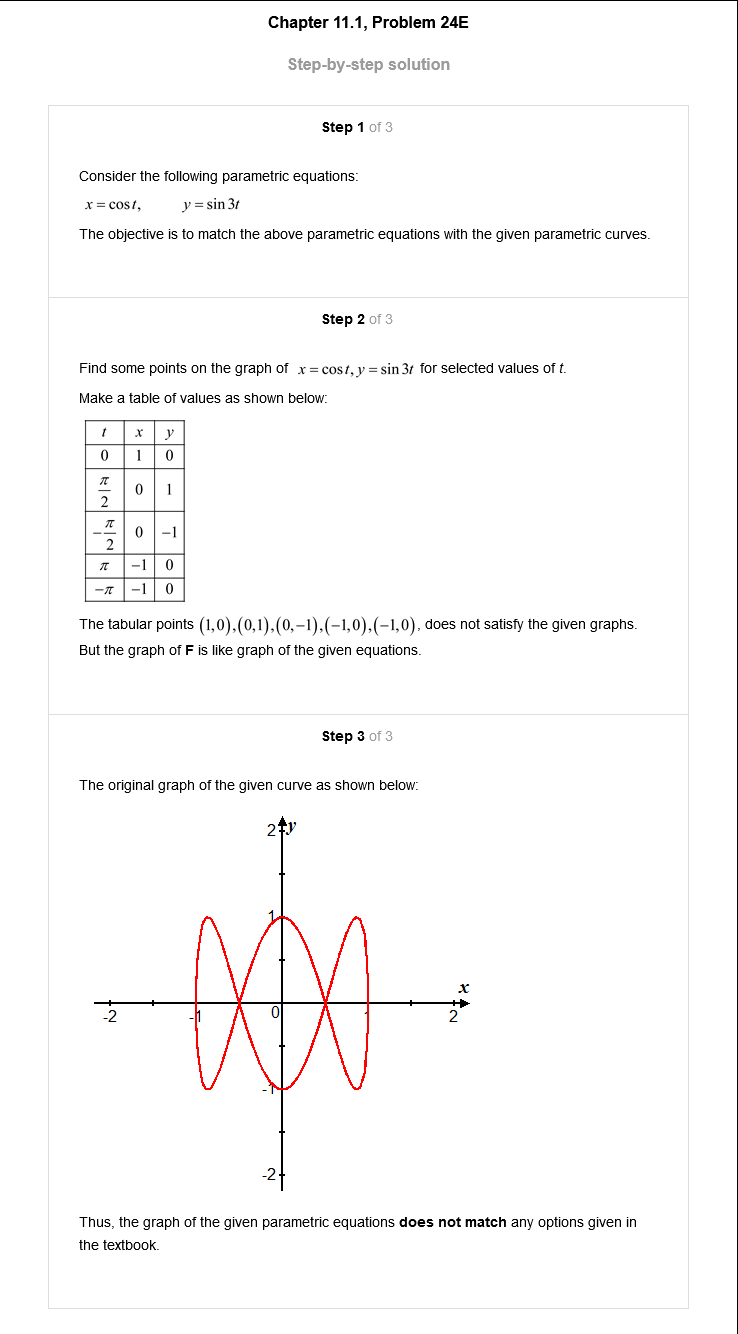 Chapter 11.1, Problem 24E
Step-by-step solution
Step 1 of 3
Consider the following parametric equations:
x = cos t, y = sin 3t
The objective is to match the above parametric equations with the given parametric curves.
Step 2 of 3
Find some points on the graph of x = cos t, y = sin 3t for selected values of t.
Make a table of values as shown below:
t x y
0 1 0
π/2 0 1
−π/2 0 −1
π −1 0
−π −1 0
The tabular points (1,0),(0,1),(0,−1),(−1,0),(−1,0), does not satisfy the given graphs.
But the graph of F is like graph of the given equations.
Step 3 of 3
The original graph of the given curve as shown below:
2 y
1
x
-2 -1 0 1 2
-1
-2
Thus, the graph of the given parametric equations does not match any options given in
the textbook.